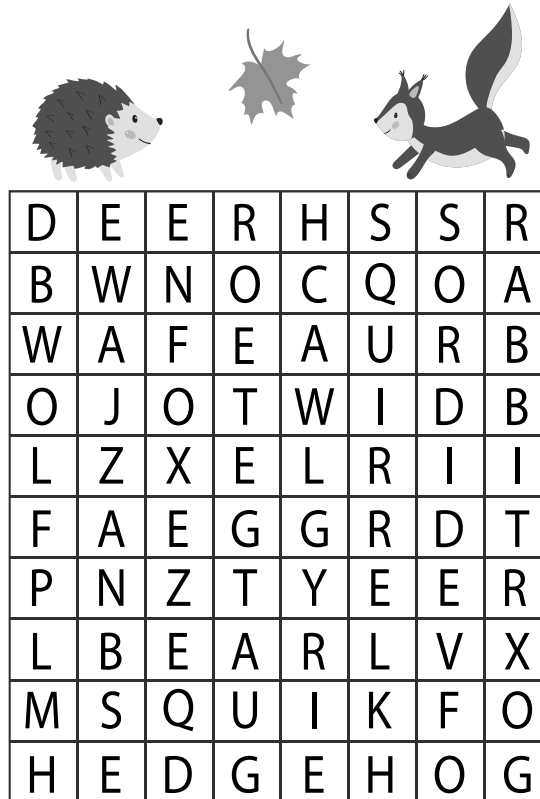 D E E R H S S R
B W N O C Q O A
W A F E A U R B
O J O T W I D B
L Z X E L R I I
F A E G G R D T
P N Z T Y E E R
L B E A R L V X
M S Q U I K F O
H E D G E H O G